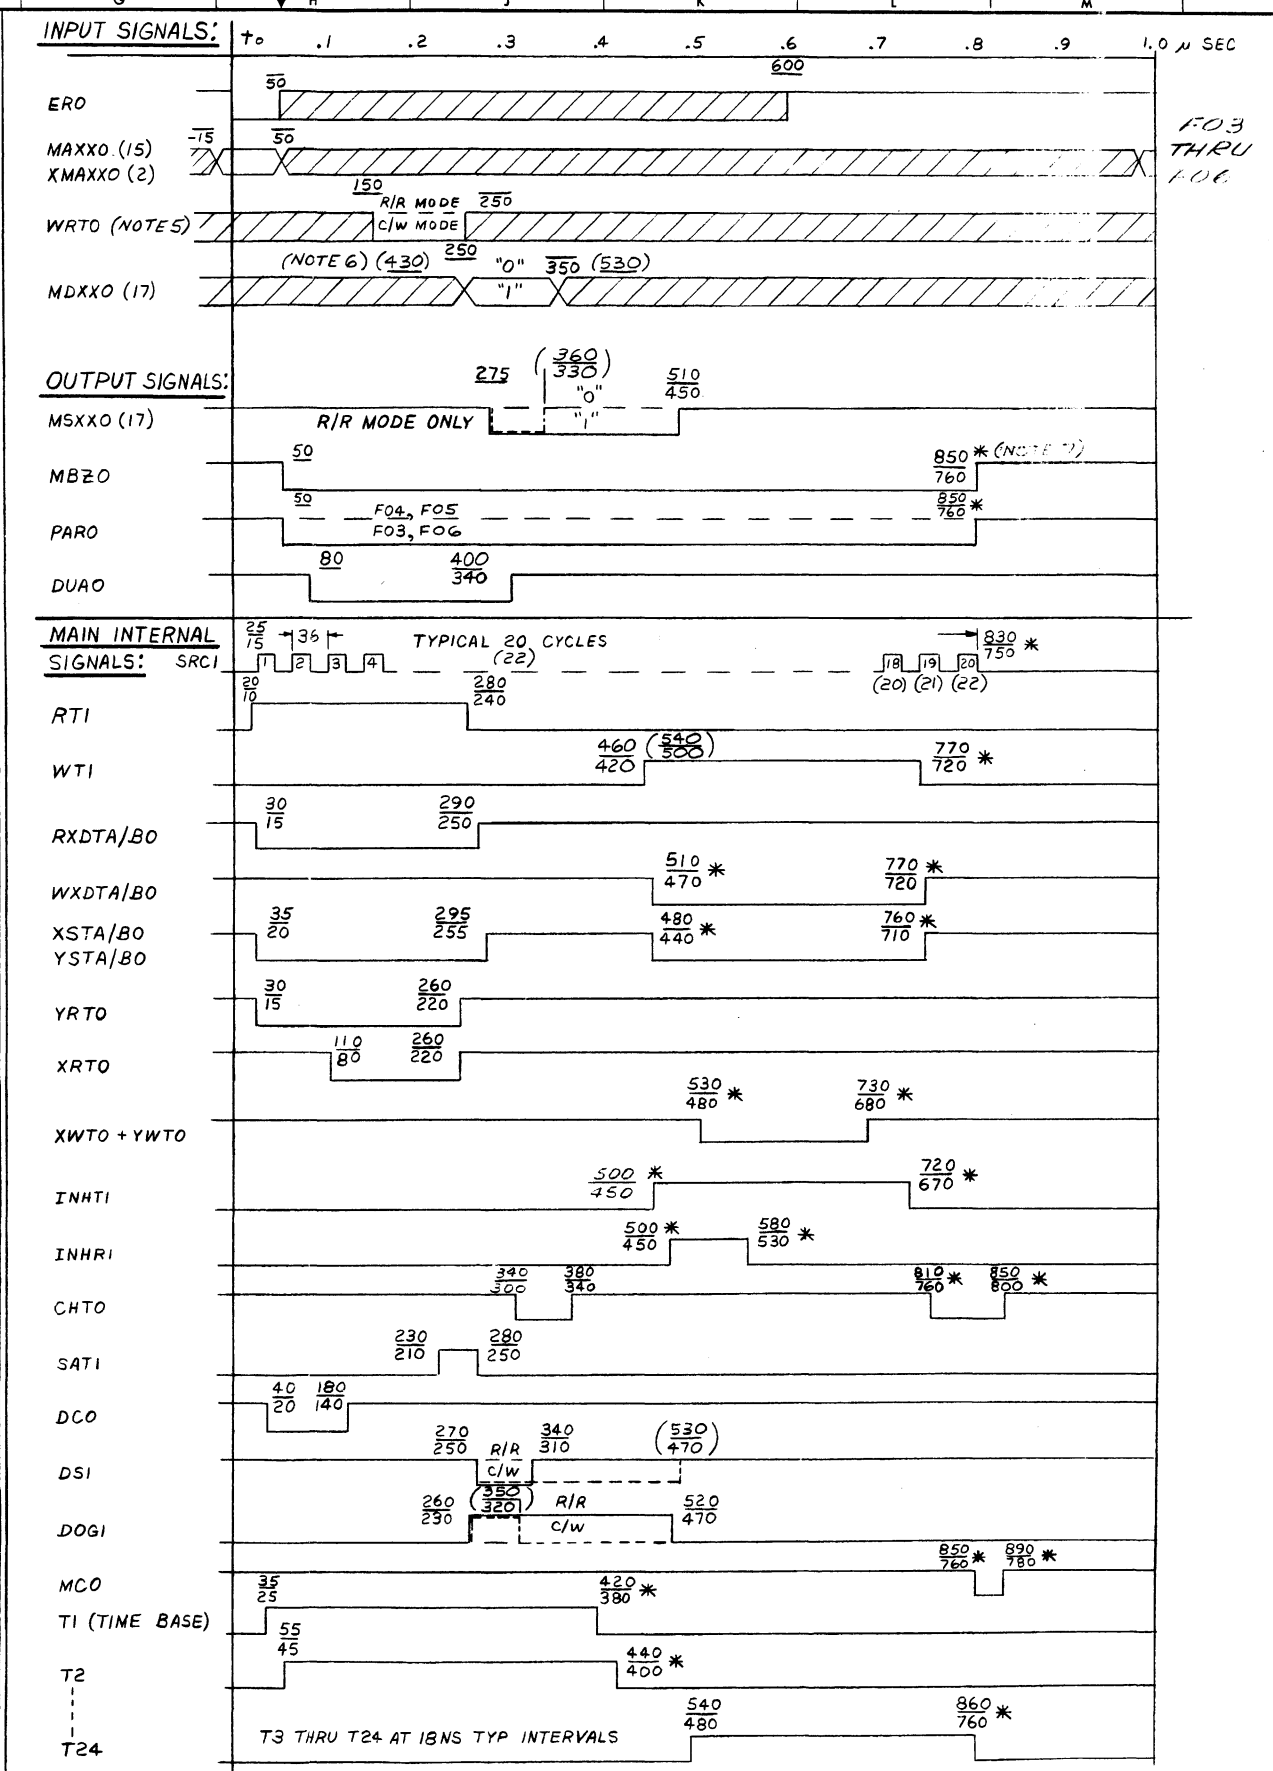 G H J K L M
INPUT SIGNALS: to .1 .2 .3 .4 .5 .6 .7 .8 .9 1.0 μ SEC
ERO 50 600
MAXXO (15) -15 50
XMAXXO (2)
F03
THRU
F06
WRTO (NOTE 5) 150 R/R MODE 250
C/W MODE 250
MDXXO (17) (NOTE 6) (430) "0" 350 (530)
"1"
OUTPUT SIGNALS:
MSXXO (17) R/R MODE ONLY 275 (360/330) "0" "1" 510/450
MBZO 50 850/760 * (NOTE 7)
PARO 50 F04, F05 850/760 *
F03, F06
DUAO 80 400/340
MAIN INTERNAL
SIGNALS: SRC1 25/15 36 TYPICAL 20 CYCLES (22) 830/750 *
1 2 3 4 18 19 20
(20) (21) (22)
RT1 20/10 280/240
WT1 460/420 (540/500) 770/720 *
RXDTA/BO 30/15 290/250
WXDTA/BO 510/470 * 770/720 *
XSTA/BO 35/20 295/255 480/440 * 760/710 *
YSTA/BO
YRTO 30/15 260/220
XRTO 110/80 260/220
XWTO + YWTO 530/480 * 730/680 *
INHT1 500/450 * 720/670 *
INHR1 500/450 * 580/530 *
CHTO 340/300 380/340 810/760 * 850/800 *
SAT1 230/210 280/250
DCO 40/20 180/140
DS1 270/250 R/R C/W 340/310 (530/470)
DOG1 260/230 (350/320) R/R C/W 520/470
MCO 850/760 * 890/780 *
T1 (TIME BASE) 35/25 420/380 *
T2 55/45 440/400 *
T24 T3 THRU T24 AT 18NS TYP INTERVALS 540/480 860/760 *